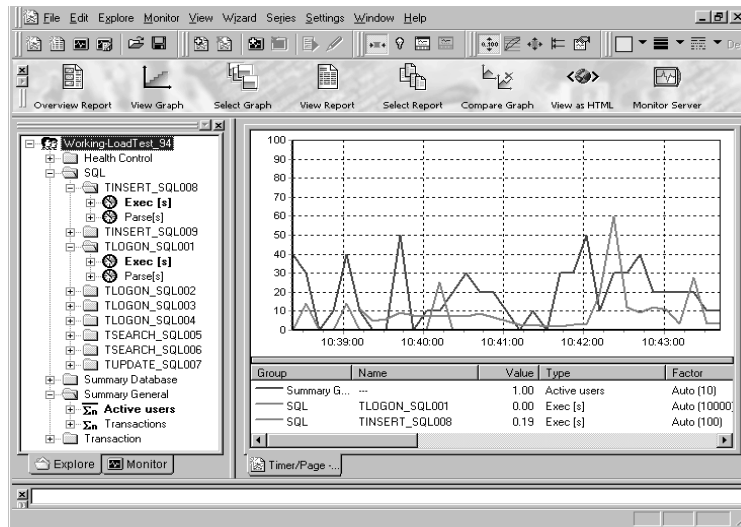 File Edit Explore Monitor View Wizard Series Settings Window Help
Overview Report View Graph Select Graph View Report Select Report Compare Graph View as HTML Monitor Server
Working-LoadTest_94
Health Control
SQL
TINSERT_SQL008
Exec [s]
Parse[s]
TINSERT_SQL009
TLOGON_SQL001
Exec [s]
Parse[s]
TLOGON_SQL002
TLOGON_SQL003
TLOGON_SQL004
TSEARCH_SQL005
TSEARCH_SQL006
TUPDATE_SQL007
Summary Database
Summary General
Σn Active users
Σn Transactions
Transaction
Explore Monitor
100
90
80
70
60
50
40
30
20
10
0
10:39:00 10:40:00 10:41:00 10:42:00 10:43:00
Group Name Value Type Factor
Summary G... --- 1.00 Active users Auto (10)
SQL TLOGON_SQL001 0.00 Exec [s] Auto (10000)
SQL TINSERT_SQL008 0.19 Exec [s] Auto (100)
Timer/Page -...